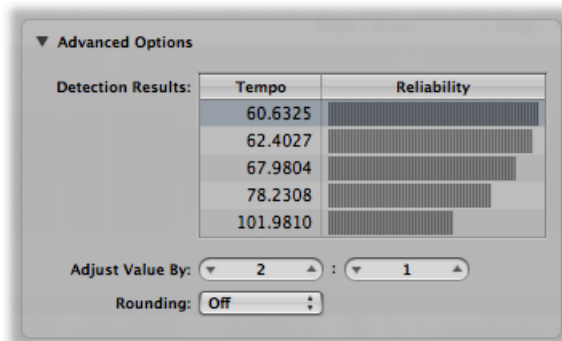 Advanced Options
Detection Results: Tempo Reliability
60.6325
62.4027
67.9804
78.2308
101.9810
Adjust Value By: 2 : 1
Rounding: Off